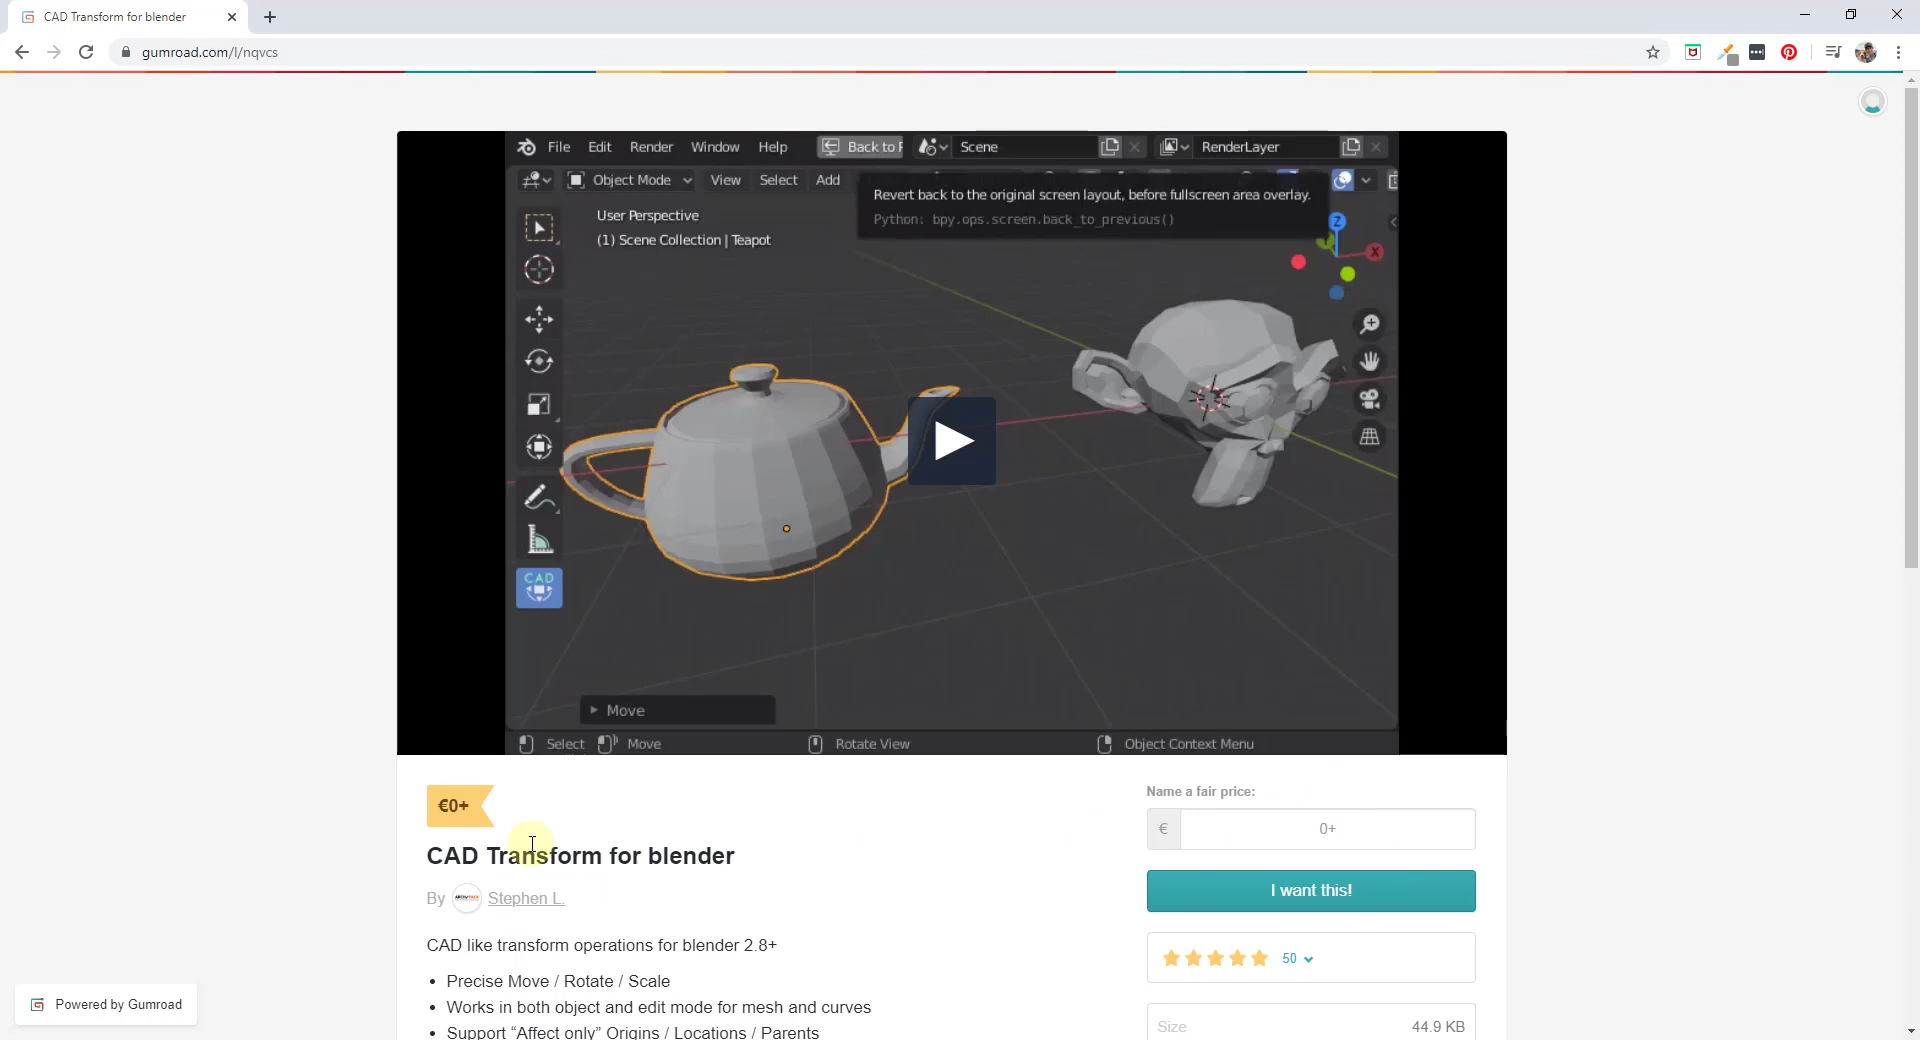 CAD Transform for blender
gumroad.com/l/nqvcs
File Edit Render Window Help Back to F Scene RenderLayer
Object Mode View Select Add
Revert back to the original screen layout, before fullscreen area overlay.
Python: bpy.ops.screen.back_to_previous()
User Perspective
(1) Scene Collection | Teapot
Z
X
CAD
Move
Select Move Rotate View Object Context Menu
€0+
CAD Transform for blender
By Stephen L.
CAD like transform operations for blender 2.8+
• Precise Move / Rotate / Scale
• Works in both object and edit mode for mesh and curves
• Support “Affect only” Origins / Locations / Parents
Name a fair price:
€ 0+
I want this!
50
Size 44.9 KB
Powered by Gumroad